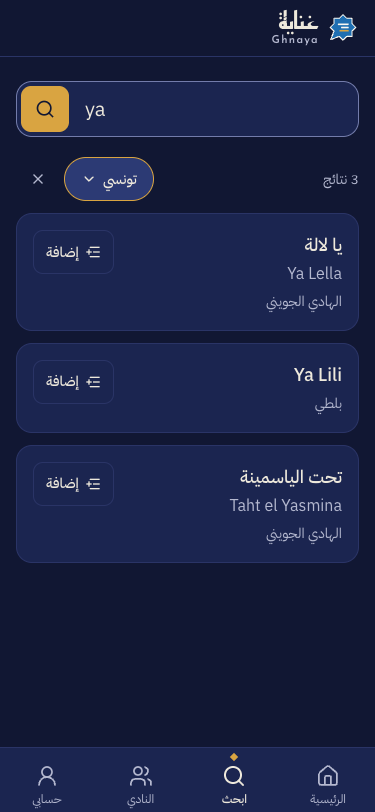 غناية
Ghnaya
ya
3 نتائج
تونسي
يا لالة
Ya Lella
الهادي الجويني
إضافة
Ya Lili
بلطي
إضافة
تحت الياسمينة
Taht el Yasmina
الهادي الجويني
إضافة
الرئيسية
ابحث
النادي
حسابي